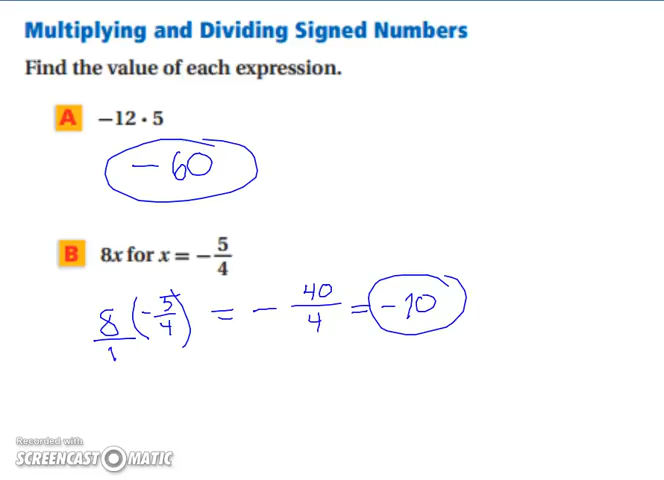 Multiplying and Dividing Signed Numbers
Find the value of each expression.
A −12 • 5
− 60
B 8x for x = −5/4
8/1 (−5/4) = − 40/4 = −10
Recorded with
SCREENCAST O MATIC